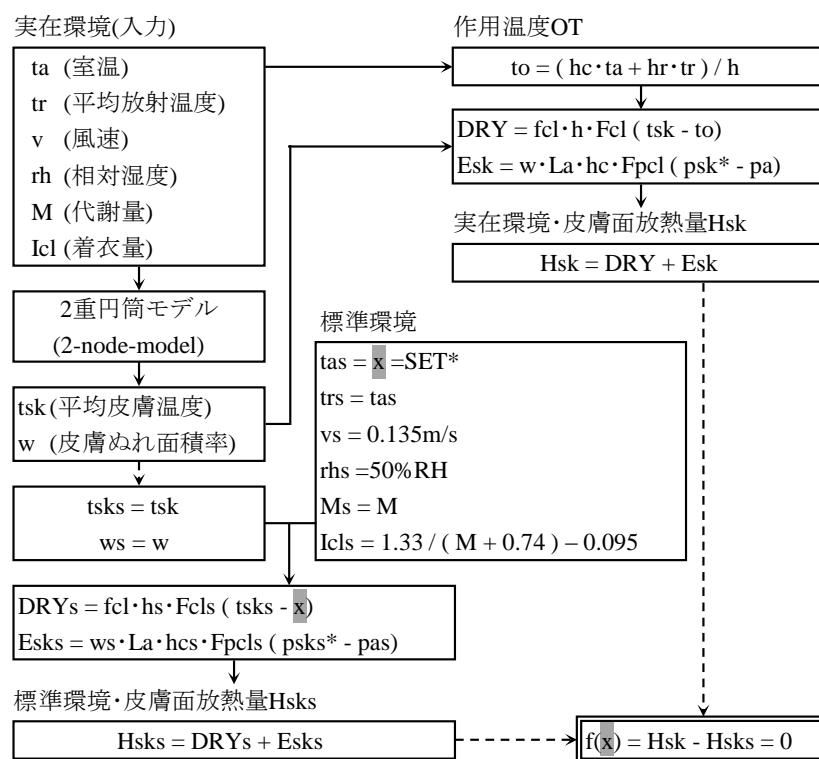 実在環境(入力)
ta (室温)
tr (平均放射温度)
v (風速)
rh (相対湿度)
M (代謝量)
Icl (着衣量)
2重円筒モデル
(2-node-model)
tsk (平均皮膚温度)
w (皮膚ぬれ面積率)
tsks = tsk
ws = w
作用温度OT
to = ( hc・ta + hr・tr ) / h
DRY = fcl・h・Fcl ( tsk - to)
Esk = w・La・hc・Fpcl ( psk* - pa)
実在環境・皮膚面放熱量Hsk
Hsk = DRY + Esk
標準環境
tas = x =SET*
trs = tas
vs = 0.135m/s
rhs =50%RH
Ms = M
Icls = 1.33 / ( M + 0.74 ) − 0.095
DRYs = fcl・hs・Fcls ( tsks - x)
Esks = ws・La・hcs・Fpcls ( psks* - pas)
標準環境・皮膚面放熱量Hsks
Hsks = DRYs + Esks
f(x) = Hsk - Hsks = 0